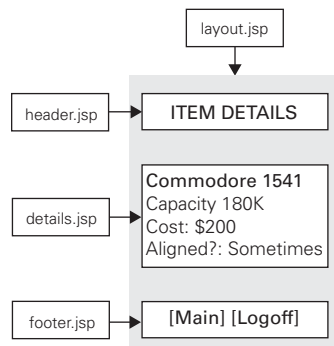 layout.jsp
header.jsp
ITEM DETAILS
details.jsp
Commodore 1541
Capacity 180K
Cost: $200
Aligned?: Sometimes
footer.jsp
[Main] [Logoff]